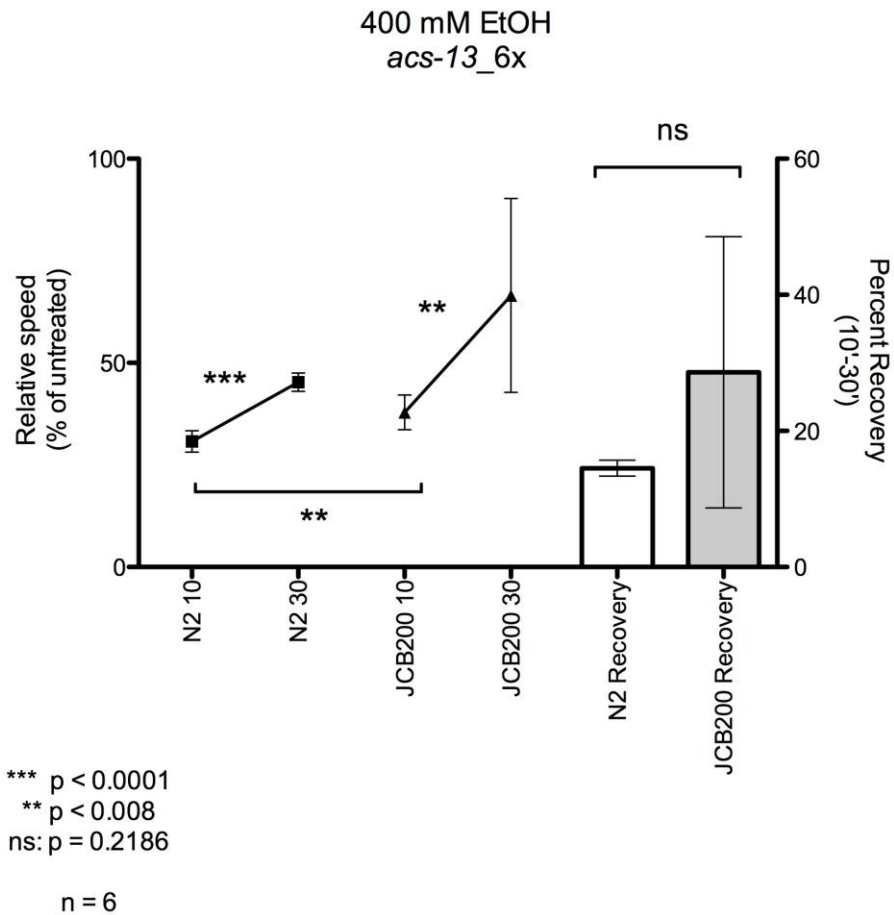 400 mM EtOH
acs-13_6x
ns
100
50
0
Relative speed
(% of untreated)
***
**
**
60
40
20
0
Percent Recovery
(10'-30')
N2 10
N2 30
JCB200 10
JCB200 30
N2 Recovery
JCB200 Recovery
*** p < 0.0001
** p < 0.008
ns: p = 0.2186
n = 6